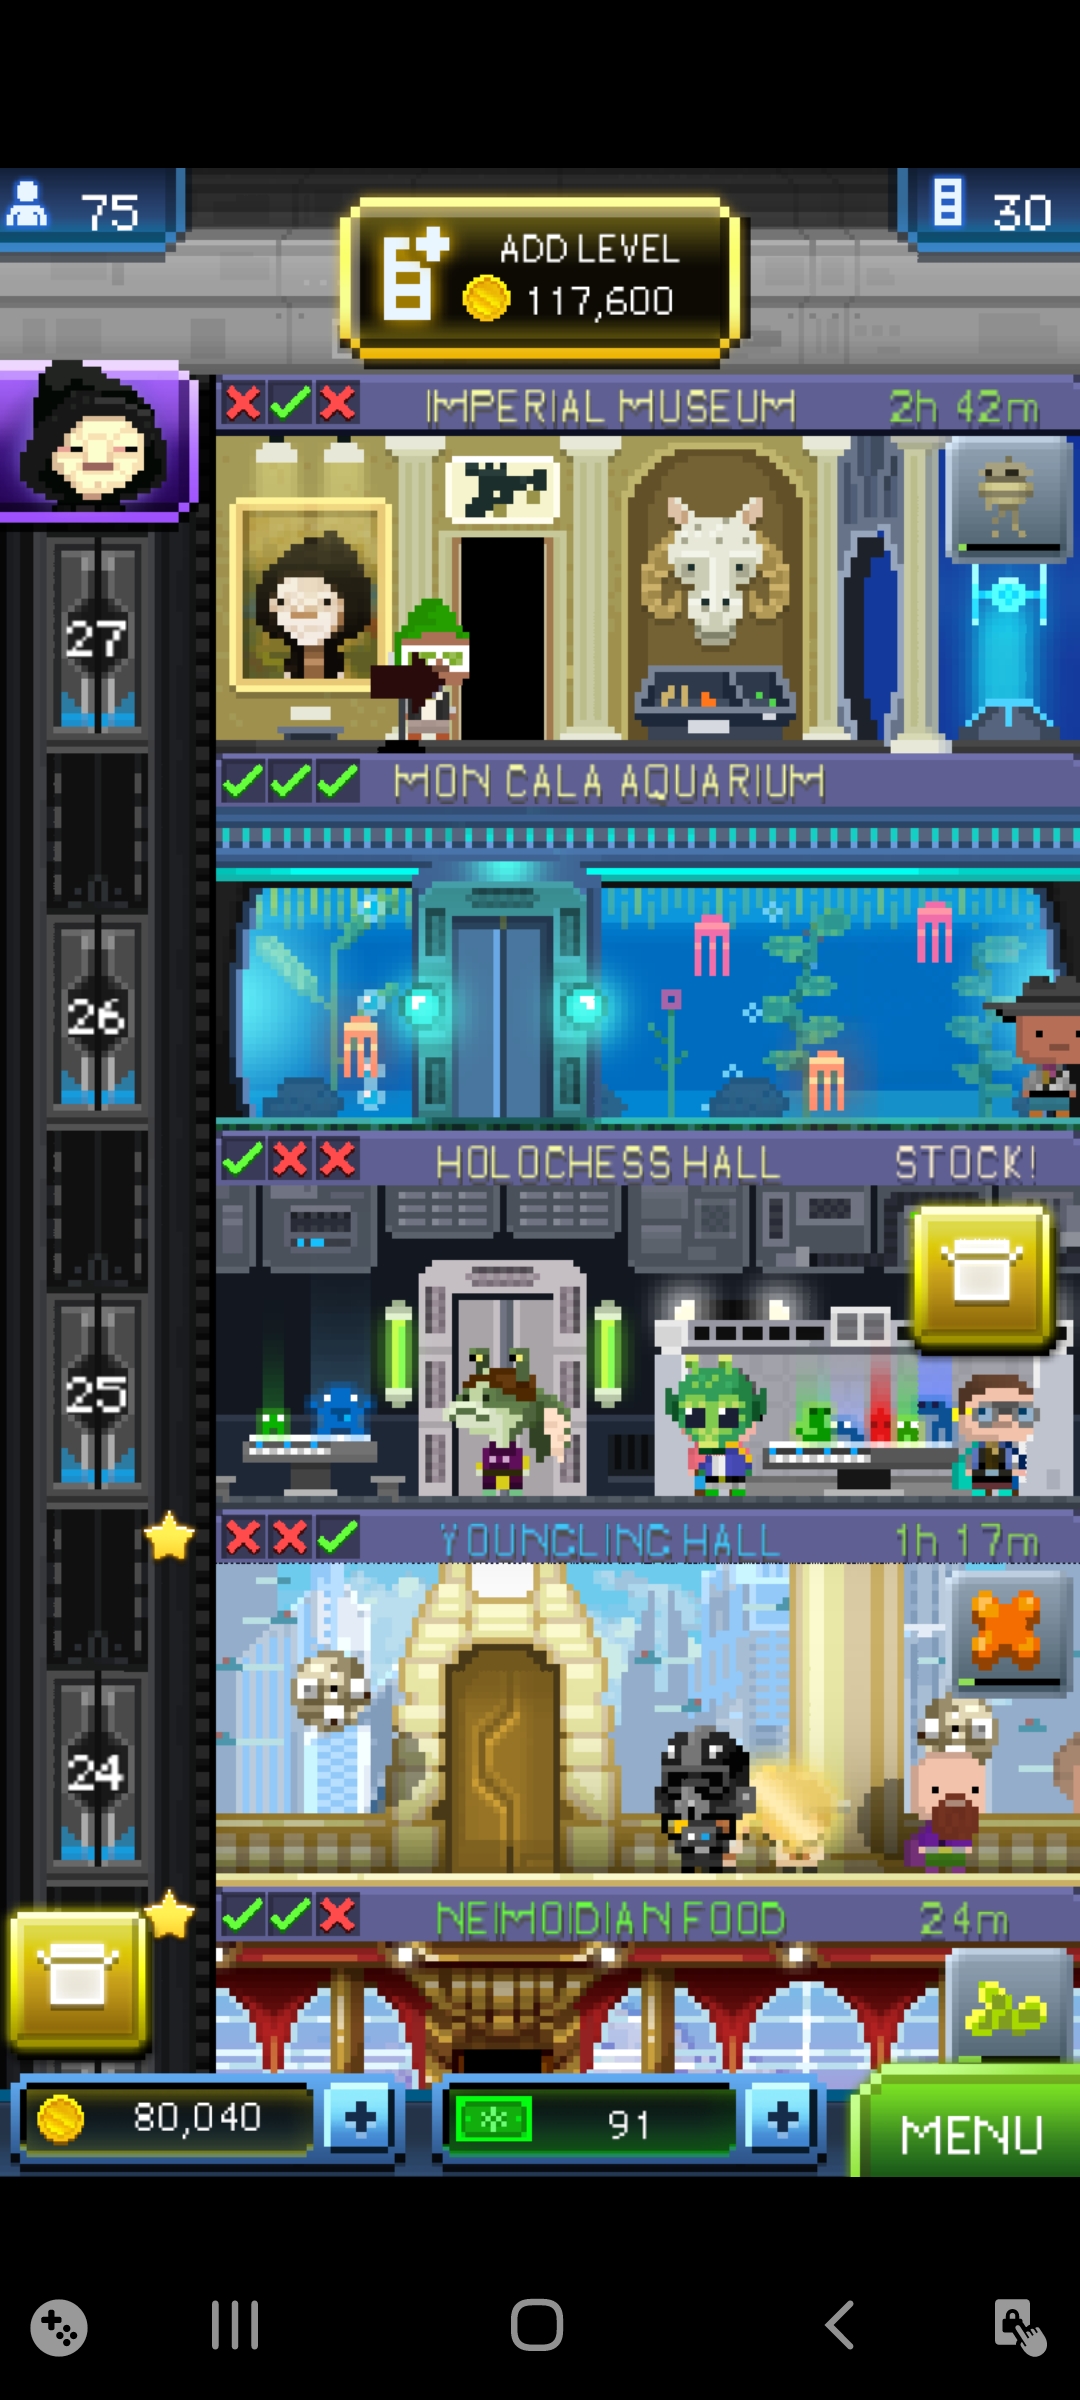 75
30
ADD LEVEL
117,600
IMPERIAL MUSEUM 2h 42m
27
MON CALA AQUARIUM
26
HOLOCHESS HALL STOCK!
25
YOUNGLING HALL 1h 17m
24
NEIMOIDIAN FOOD 24m
80,040
91
MENU